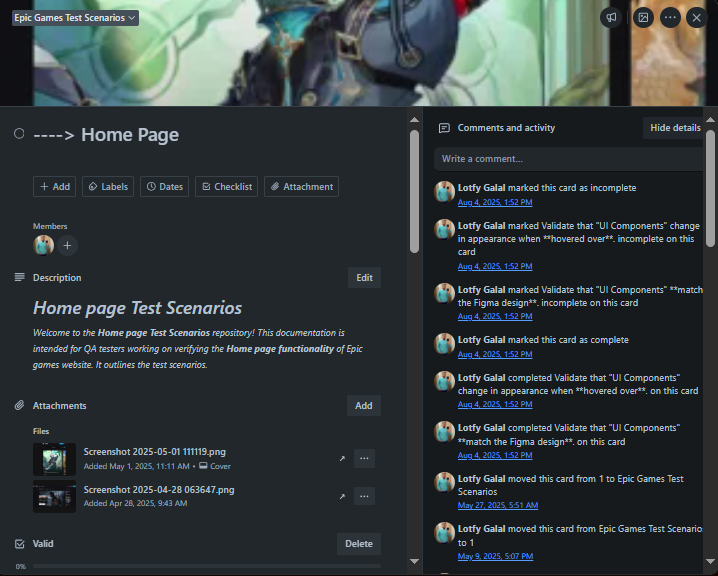 Epic Games Test Scenarios
----> Home Page
+ Add
Labels
Dates
Checklist
Attachment
Members
Description
Edit
Home page Test Scenarios
Welcome to the Home page Test Scenarios repository! This documentation is
intended for QA testers working on verifying the Home page functionality of Epic
games website. It outlines the test scenarios.
Attachments
Add
Files
Screenshot 2025-05-01 111119.png
Added May 1, 2025, 11:11 AM • Cover
Screenshot 2025-04-28 063647.png
Added Apr 28, 2025, 9:43 AM
Valid
Delete
0%
Comments and activity
Hide details
Write a comment...
Lotfy Galal marked this card as incomplete
Aug 4, 2025, 1:52 PM
Lotfy Galal marked Validate that "UI Components" change
in appearance when **hovered over**. incomplete on this
card
Aug 4, 2025, 1:52 PM
Lotfy Galal marked Validate that "UI Components" **match
the Figma design**. incomplete on this card
Aug 4, 2025, 1:52 PM
Lotfy Galal marked this card as complete
Aug 4, 2025, 1:52 PM
Lotfy Galal completed Validate that "UI Components"
change in appearance when **hovered over**. on this card
Aug 4, 2025, 1:52 PM
Lotfy Galal completed Validate that "UI Components"
**match the Figma design**. on this card
Aug 4, 2025, 1:52 PM
Lotfy Galal moved this card from 1 to Epic Games Test
Scenarios
May 27, 2025, 5:51 AM
Lotfy Galal moved this card from Epic Games Test Scenarios
to 1
May 9, 2025, 5:07 PM